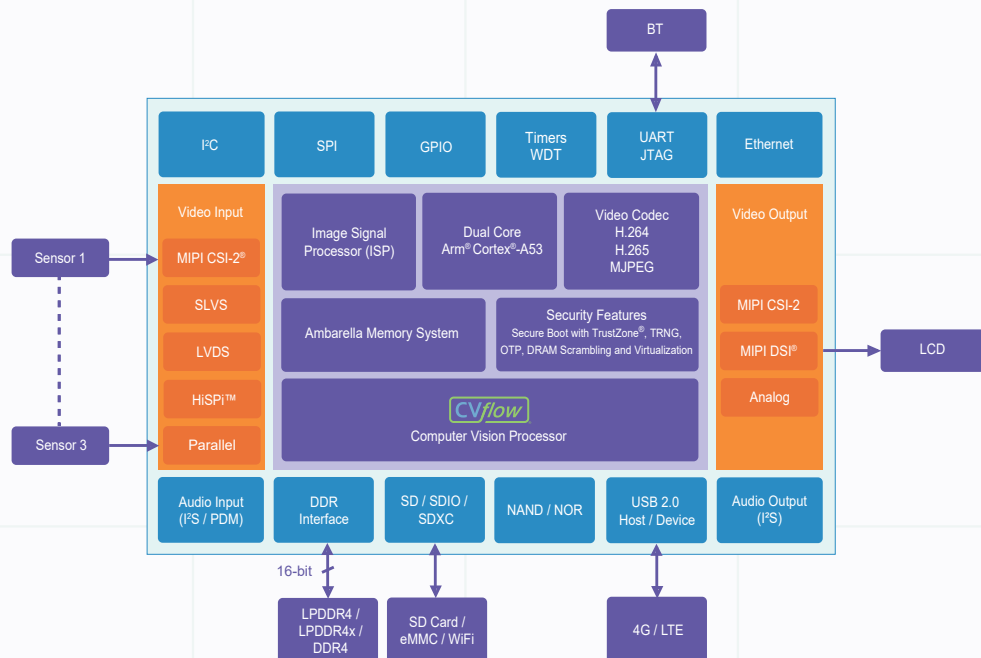 BT
I²C
SPI
GPIO
Timers
WDT
UART
JTAG
Ethernet
Video Input
MIPI CSI-2®
SLVS
LVDS
HiSPi™
Parallel
Sensor 1
Sensor 3
Image Signal
Processor (ISP)
Dual Core
Arm® Cortex®-A53
Video Codec
H.264
H.265
MJPEG
Ambarella Memory System
Security Features
Secure Boot with TrustZone®, TRNG,
OTP, DRAM Scrambling and Virtualization
CVflow
Computer Vision Processor
Video Output
MIPI CSI-2
MIPI DSI®
Analog
LCD
Audio Input
(I²S / PDM)
DDR
Interface
SD / SDIO /
SDXC
NAND / NOR
USB 2.0
Host / Device
Audio Output
(I²S)
16-bit
LPDDR4 /
LPDDR4x /
DDR4
SD Card /
eMMC / WiFi
4G / LTE